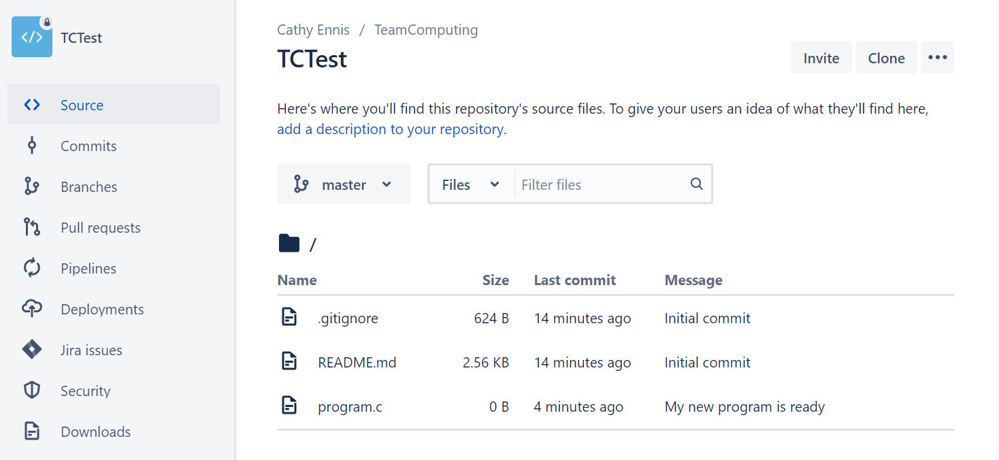 TCTest
Source
Commits
Branches
Pull requests
Pipelines
Deployments
Jira issues
Security
Downloads
Cathy Ennis / TeamComputing
TCTest
Invite Clone
Here's where you'll find this repository's source files. To give your users an idea of what they'll find here,
add a description to your repository.
master Files Filter files
/
Name Size Last commit Message
.gitignore 624 B 14 minutes ago Initial commit
README.md 2.56 KB 14 minutes ago Initial commit
program.c 0 B 4 minutes ago My new program is ready